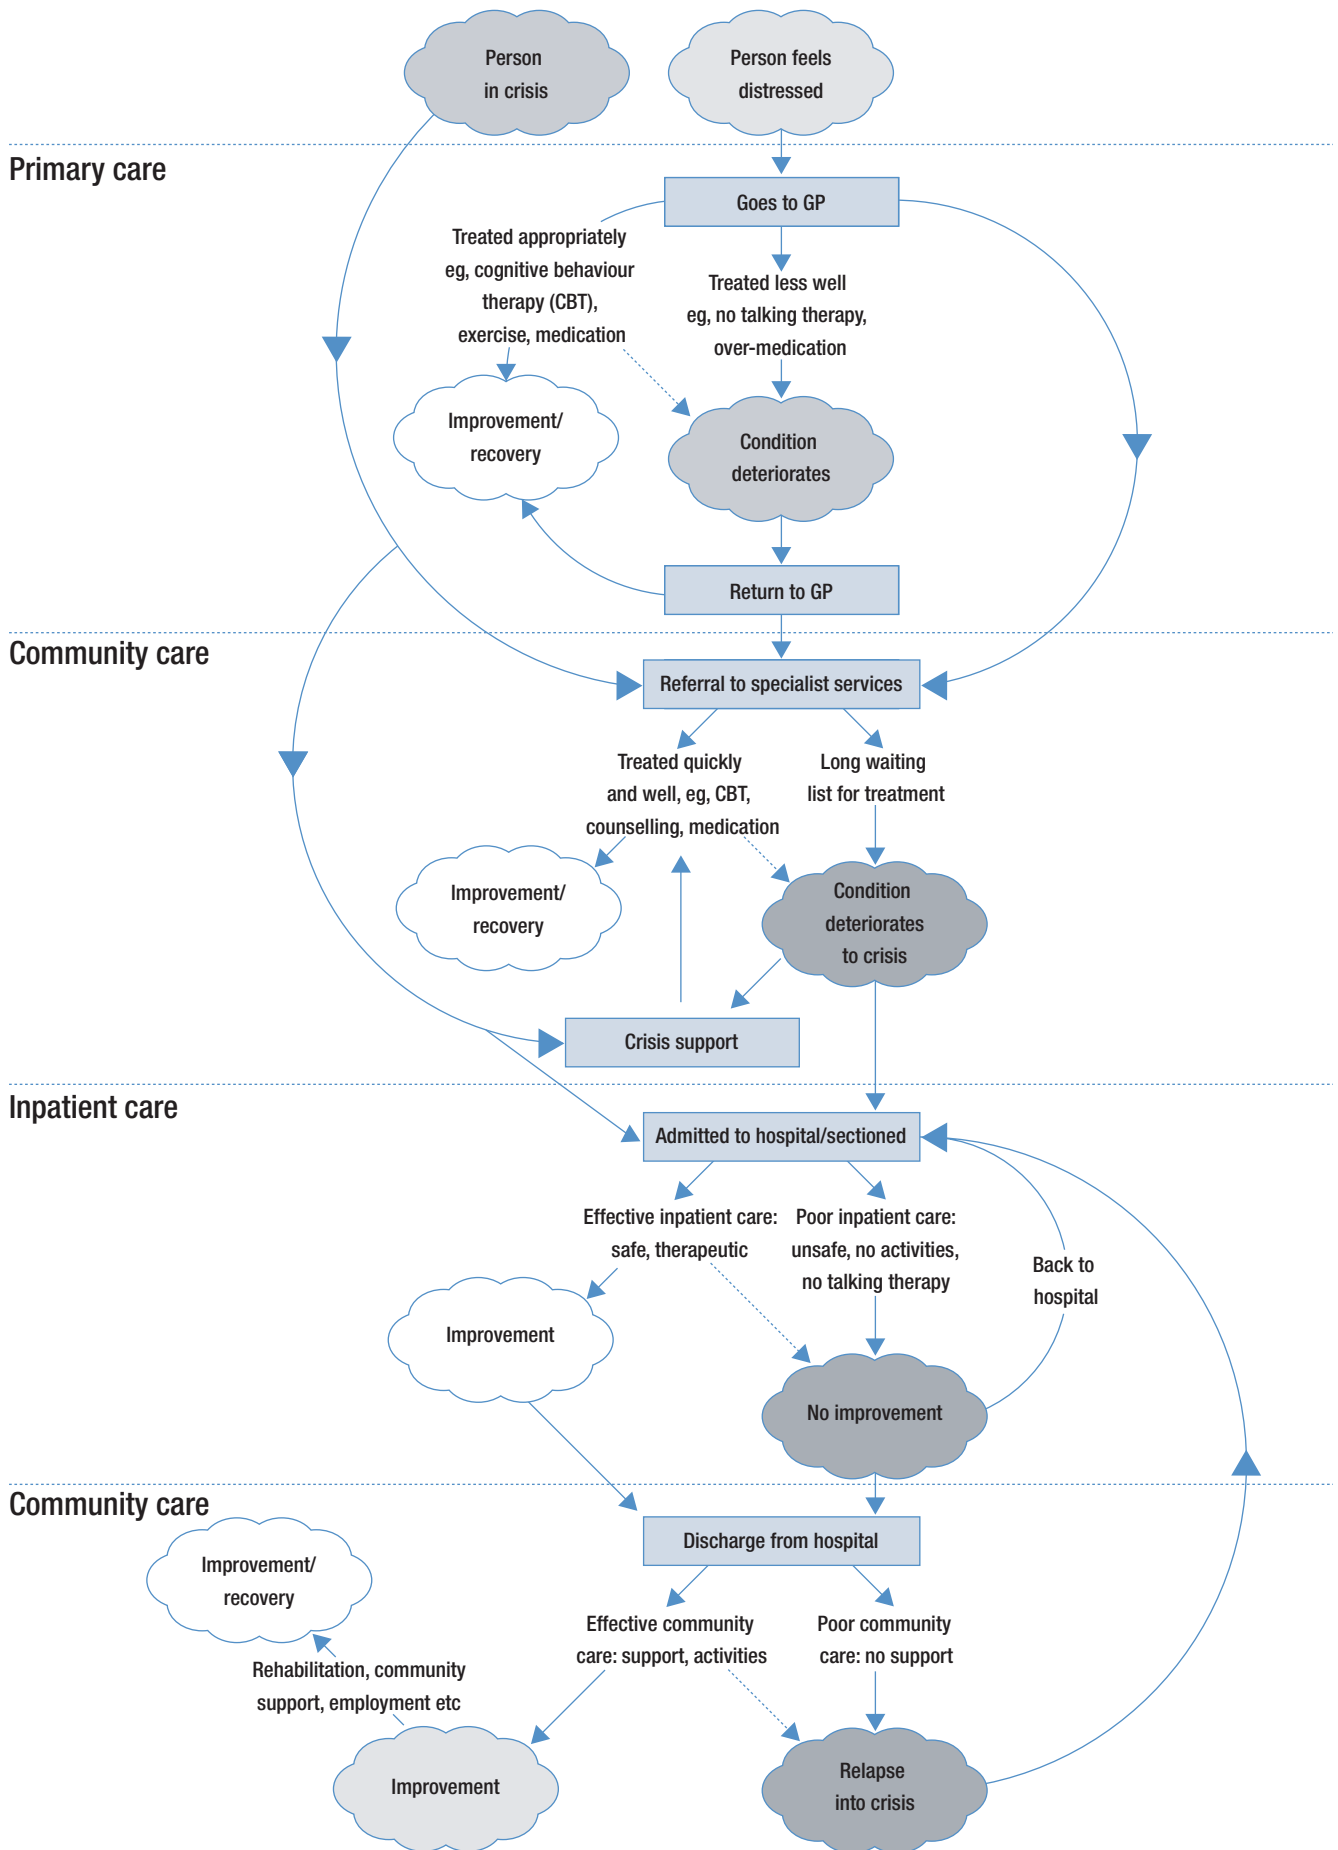 Person
in crisis
Person feels
distressed
Primary care
Goes to GP
Treated appropriately
eg, cognitive behaviour
therapy (CBT),
exercise, medication
Treated less well
eg, no talking therapy,
over-medication
Improvement/
recovery
Condition
deteriorates
Return to GP
Community care
Referral to specialist services
Treated quickly
and well, eg, CBT,
counselling, medication
Long waiting
list for treatment
Improvement/
recovery
Condition
deteriorates
to crisis
Crisis support
Inpatient care
Admitted to hospital/sectioned
Effective inpatient care:
safe, therapeutic
Poor inpatient care:
unsafe, no activities,
no talking therapy
Back to
hospital
Improvement
No improvement
Community care
Discharge from hospital
Improvement/
recovery
Effective community
care: support, activities
Poor community
care: no support
Rehabilitation, community
support, employment etc
Improvement
Relapse
into crisis